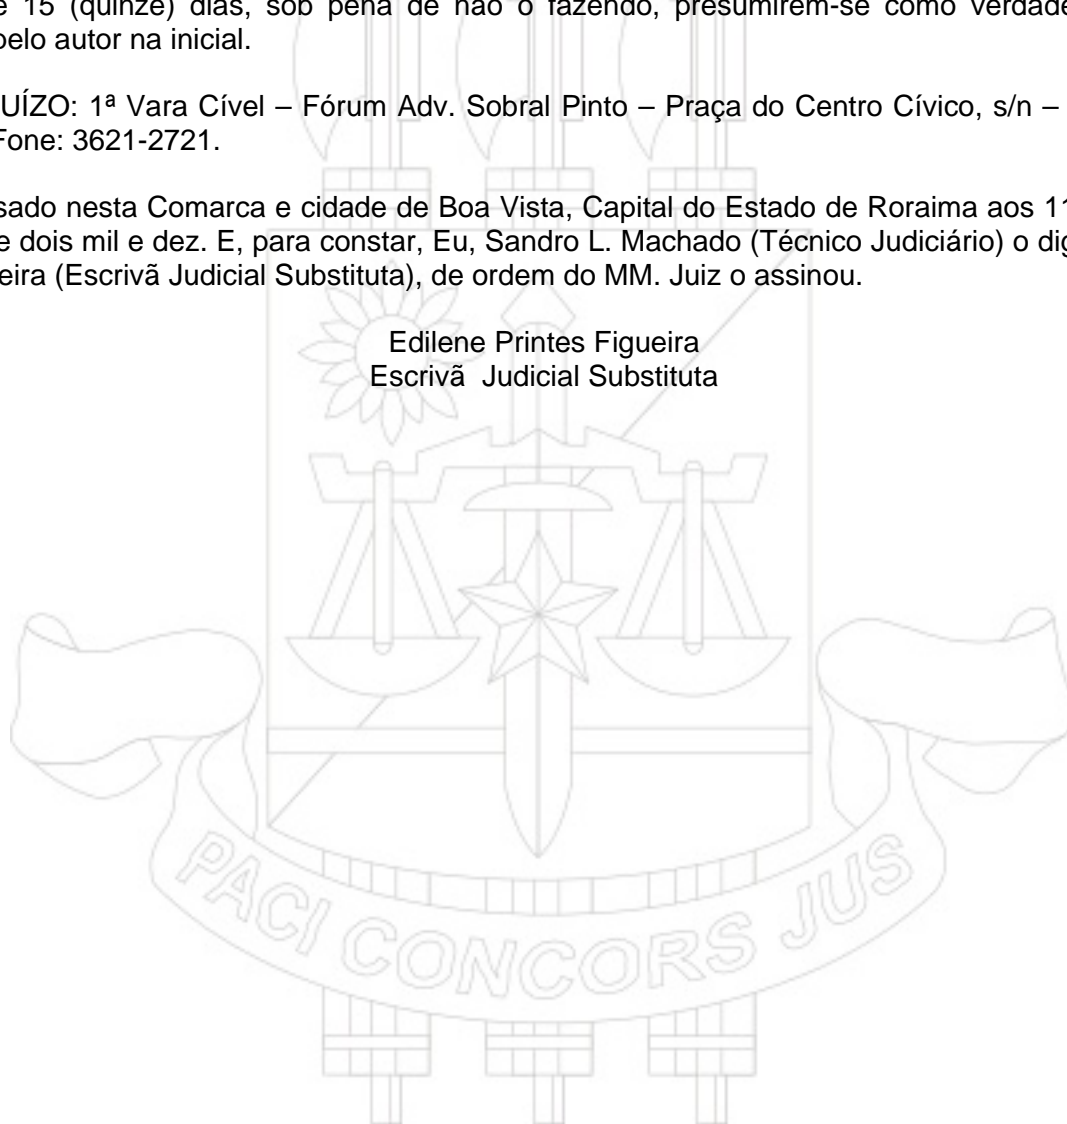 e 15 (quinze) dias, sob pena de não o fazendo, presumirem-se como verdade
pelo autor na inicial.
UÍZO: 1ª Vara Cível – Fórum Adv. Sobral Pinto – Praça do Centro Cívico, s/n –
Fone: 3621-2721.
sado nesta Comarca e cidade de Boa Vista, Capital do Estado de Roraima aos 11
e dois mil e dez. E, para constar, Eu, Sandro L. Machado (Técnico Judiciário) o dig
eira (Escrivã Judicial Substituta), de ordem do MM. Juiz o assinou.
Edilene Printes Figueira
Escrivã Judicial Substituta
PACI CONCORS JUS